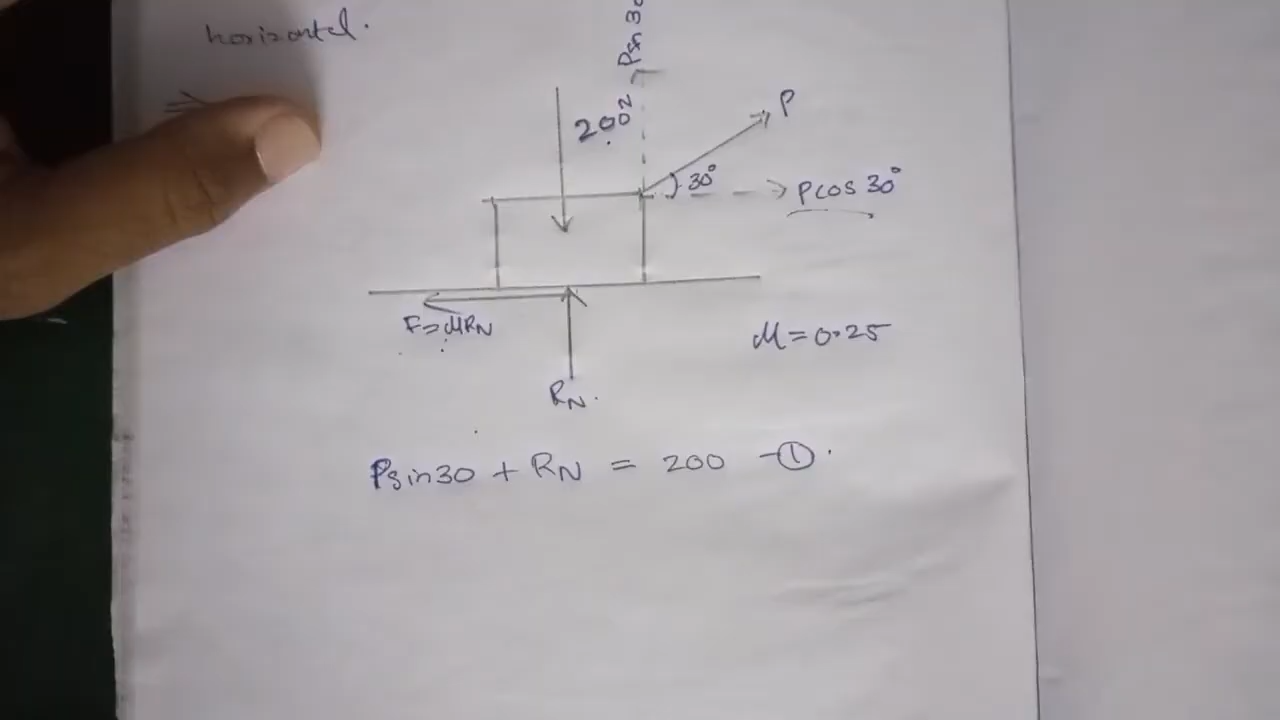 horizontal.
Psin 30
200N
P
30°
Pcos 30°
F=μRN
μ=0.25
RN.
Psin30 + RN = 200 -①.